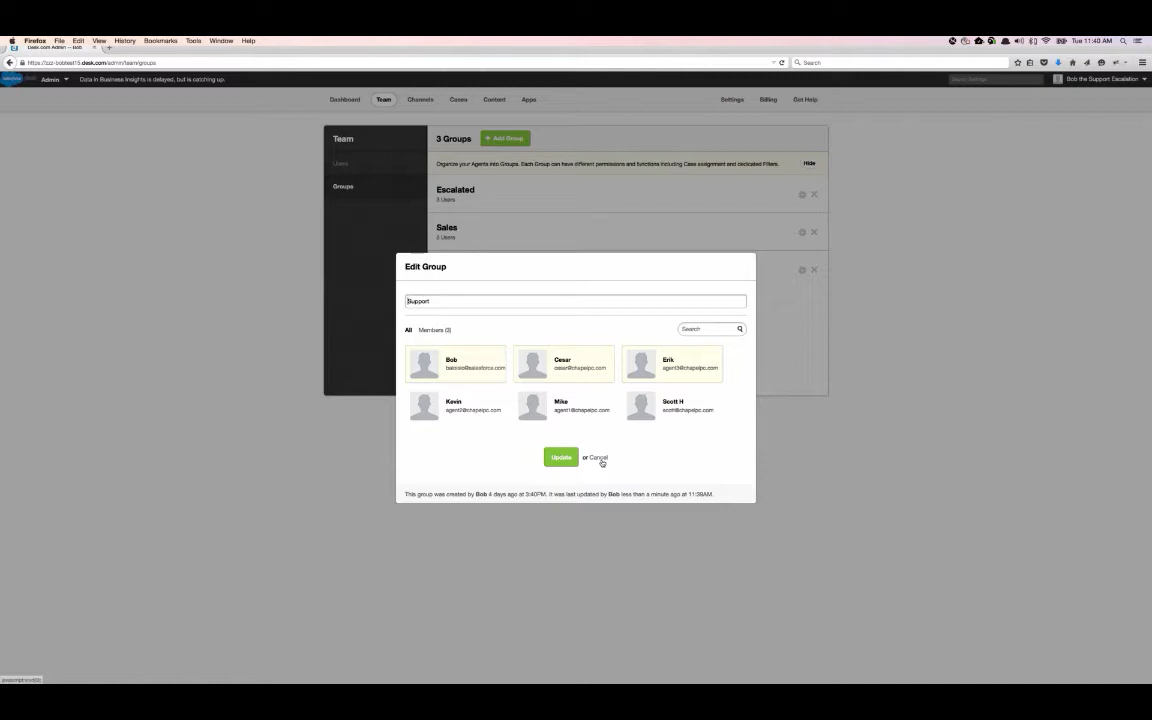 Firefox File Edit View History Bookmarks Tools Window Help
Tue 11:40 AM
Desk.com Admin -- Bob
https://zzz-bobtest15.desk.com/admin/team/groups
Search
Admin
Data in Business Insights is delayed, but is catching up.
Search Settings
Bob the Support Escalation
Dashboard Team Channels Cases Content Apps
Settings Billing Get Help
Team
Users
Groups
3 Groups
+ Add Group
Organize your Agents into Groups. Each Group can have different permissions and functions including Case assignment and dedicated Filters.
Hide
Escalated
3 Users
Sales
Users
Edit Group
Support
All Members (3)
Search
Bob
@salesforce.com
Cesar
cesar@chapelpc.com
Erik
agent3@chapelpc.com
Kevin
agent2@chapelpc.com
Mike
agent1@chapelpc.com
Scott H
scott@chapelpc.com
Update or Cancel
This group was created by Bob 4 days ago at 3:40PM. It was last updated by Bob less than a minute ago at 11:39AM.